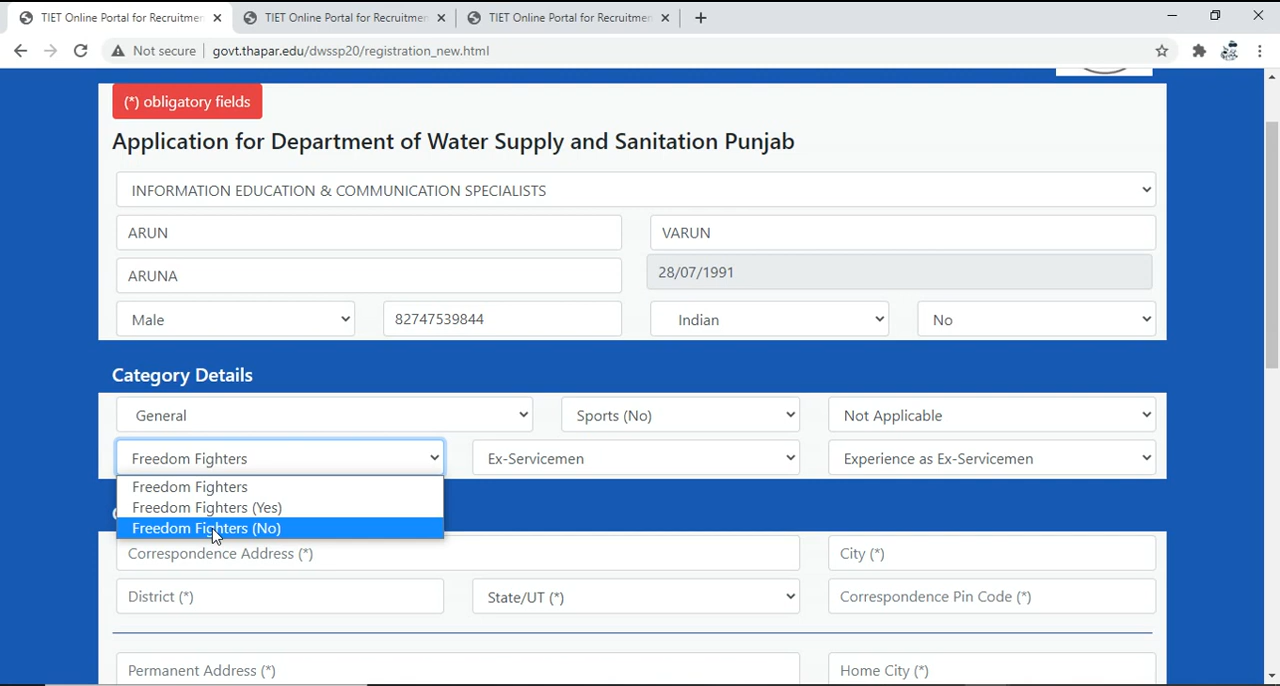 TIET Online Portal for Recruitmen
TIET Online Portal for Recruitmen
TIET Online Portal for Recruitmen
Not secure
govt.thapar.edu/dwssp20/registration_new.html
(*) obligatory fields
Application for Department of Water Supply and Sanitation Punjab
INFORMATION EDUCATION & COMMUNICATION SPECIALISTS
ARUN
VARUN
ARUNA
28/07/1991
Male
82747539844
Indian
No
Category Details
General
Sports (No)
Not Applicable
Freedom Fighters
Ex-Servicemen
Experience as Ex-Servicemen
Freedom Fighters
Freedom Fighters (Yes)
Freedom Fighters (No)
Correspondence Address (*)
City (*)
District (*)
State/UT (*)
Correspondence Pin Code (*)
Permanent Address (*)
Home City (*)